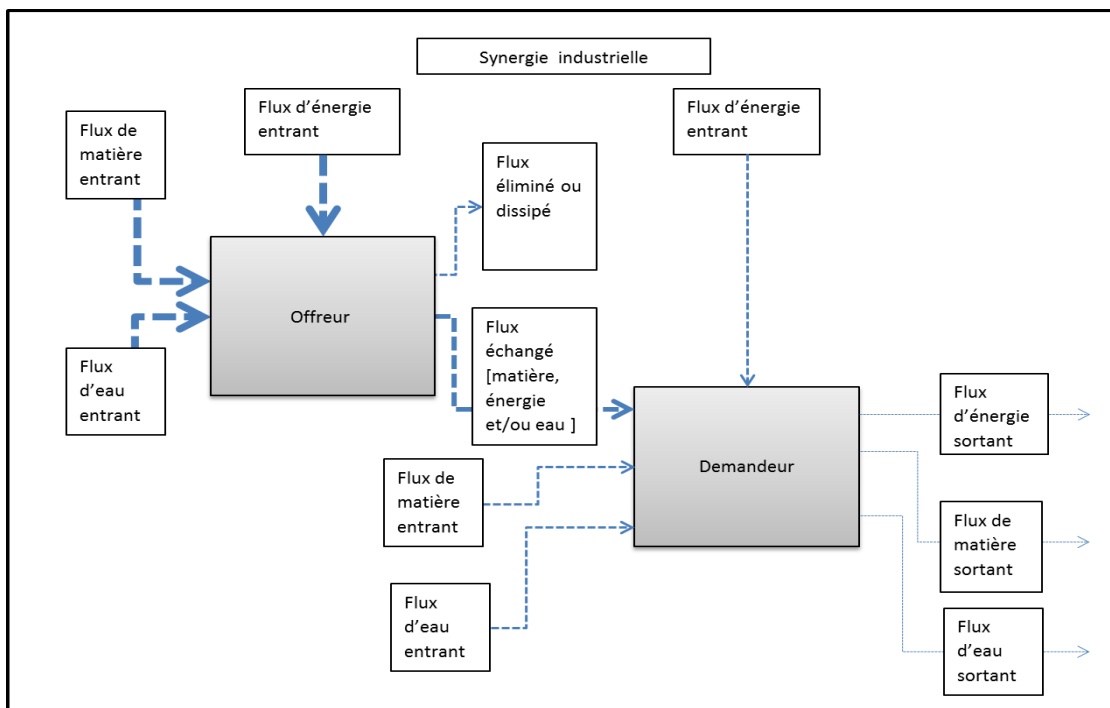 Synergie industrielle
Flux de
matière
entrant
Flux d'énergie
entrant
Flux d'énergie
entrant
Flux
éliminé ou
dissipé
Offreur
Flux
d'eau
entrant
Flux
échangé
[matière,
énergie
et/ou eau ]
Demandeur
Flux
d'énergie
sortant
Flux de
matière
entrant
Flux de
matière
sortant
Flux
d'eau
entrant
Flux
d'eau
sortant